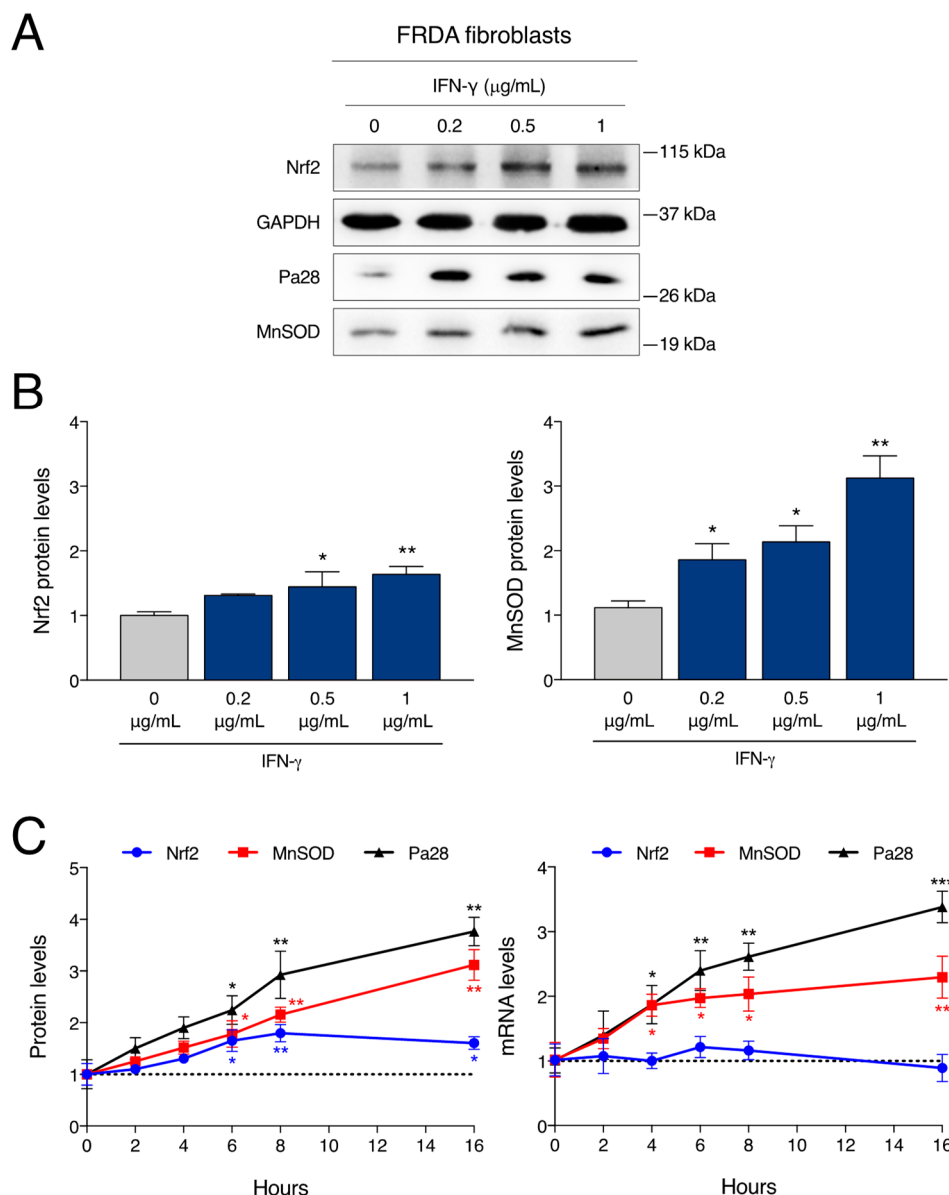 A
FRDA fibroblasts
IFN-γ (μg/mL)
0 0.2 0.5 1
Nrf2
—115 kDa
GAPDH
—37 kDa
Pa28
—26 kDa
MnSOD
—19 kDa
B
Nrf2 protein levels
4
3
2
1
0
*
**
0 0.2 0.5 1
μg/mL μg/mL μg/mL μg/mL
IFN-γ
MnSOD protein levels
4
3
2
1
0
*
*
**
0 0.2 0.5 1
μg/mL μg/mL μg/mL μg/mL
IFN-γ
C
Nrf2 MnSOD Pa28
Protein levels
5
4
3
2
1
0
* ** **
* ** **
* ** *
0 2 4 6 8 10 12 14 16
Hours
Nrf2 MnSOD Pa28
mRNA levels
4
3
2
1
0
* ** ** ***
* * * **
0 2 4 6 8 10 12 14 16
Hours